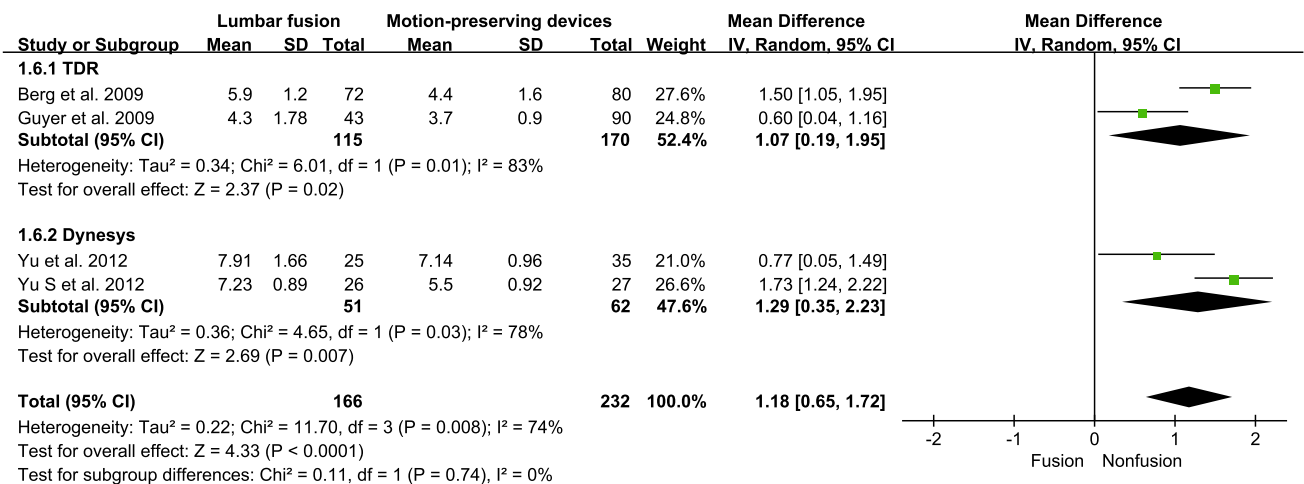 Lumbar fusion Motion-preserving devices Mean Difference Mean Difference
Study or Subgroup Mean SD Total Mean SD Total Weight IV, Random, 95% CI IV, Random, 95% CI
1.6.1 TDR
Berg et al. 2009 5.9 1.2 72 4.4 1.6 80 27.6% 1.50 [1.05, 1.95]
Guyer et al. 2009 4.3 1.78 43 3.7 0.9 90 24.8% 0.60 [0.04, 1.16]
Subtotal (95% CI) 115 170 52.4% 1.07 [0.19, 1.95]
Heterogeneity: Tau² = 0.34; Chi² = 6.01, df = 1 (P = 0.01); I² = 83%
Test for overall effect: Z = 2.37 (P = 0.02)
1.6.2 Dynesys
Yu et al. 2012 7.91 1.66 25 7.14 0.96 35 21.0% 0.77 [0.05, 1.49]
Yu S et al. 2012 7.23 0.89 26 5.5 0.92 27 26.6% 1.73 [1.24, 2.22]
Subtotal (95% CI) 51 62 47.6% 1.29 [0.35, 2.23]
Heterogeneity: Tau² = 0.36; Chi² = 4.65, df = 1 (P = 0.03); I² = 78%
Test for overall effect: Z = 2.69 (P = 0.007)
Total (95% CI) 166 232 100.0% 1.18 [0.65, 1.72]
Heterogeneity: Tau² = 0.22; Chi² = 11.70, df = 3 (P = 0.008); I² = 74%
Test for overall effect: Z = 4.33 (P < 0.0001)
Test for subgroup differences: Chi² = 0.11, df = 1 (P = 0.74), I² = 0%
-2 -1 0 1 2
Fusion Nonfusion